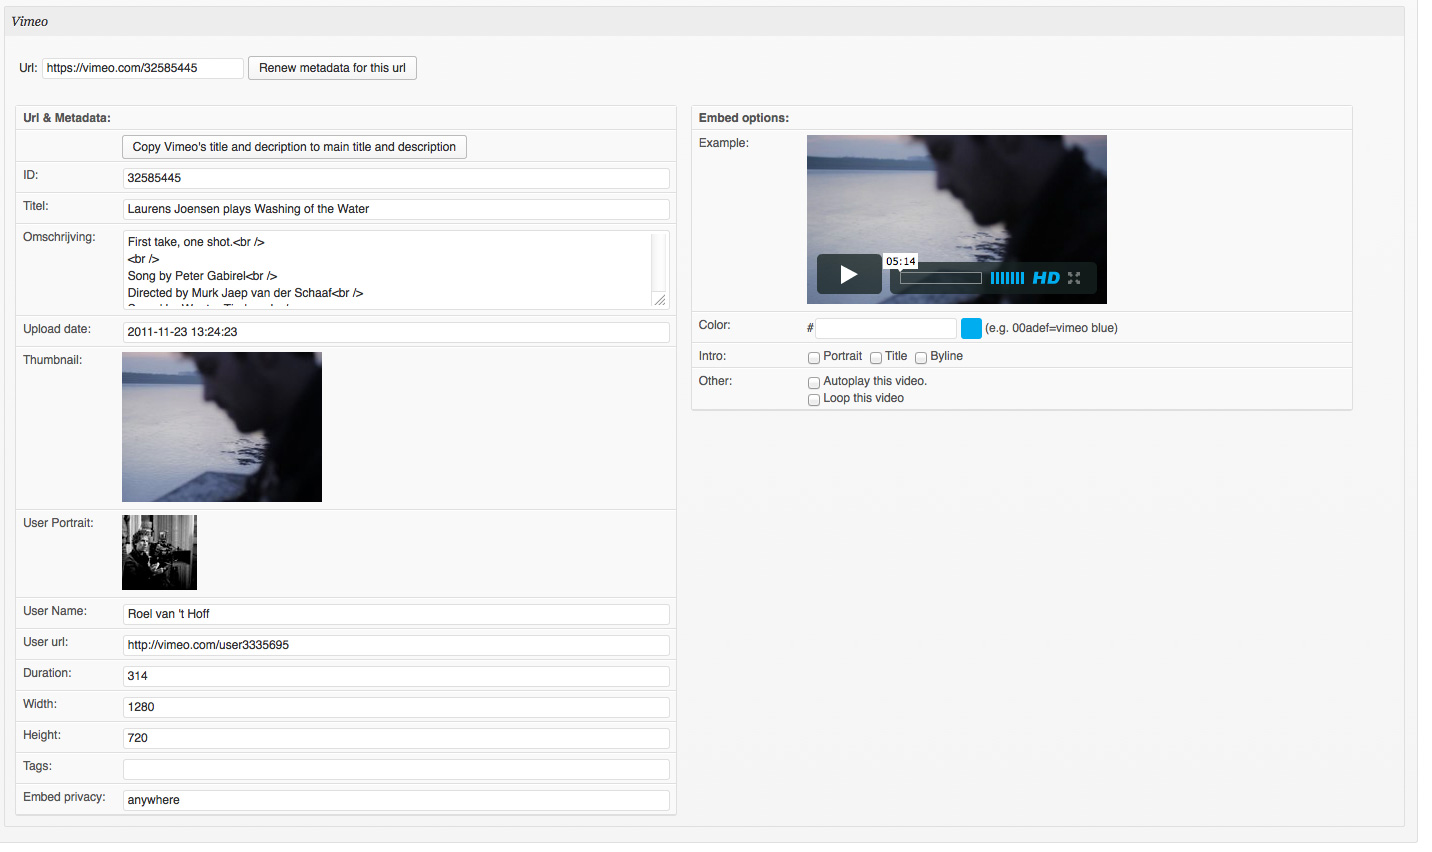 Vimeo
Url: https://vimeo.com/32585445 Renew metadata for this url
Url & Metadata:
Copy Vimeo's title and decription to main title and description
ID: 32585445
Titel: Laurens Joensen plays Washing of the Water
Omschrijving: First take, one shot.<br />
<br />
Song by Peter Gabirel<br />
Directed by Murk Jaep van der Schaaf<br />
Upload date: 2011-11-23 13:24:23
Thumbnail:
User Portrait:
User Name: Roel van 't Hoff
User url: http://vimeo.com/user3335695
Duration: 314
Width: 1280
Height: 720
Tags:
Embed privacy: anywhere
Embed options:
Example:
05:14
HD
Color: # (e.g. 00adef=vimeo blue)
Intro: Portrait Title Byline
Other: Autoplay this video.
Loop this video